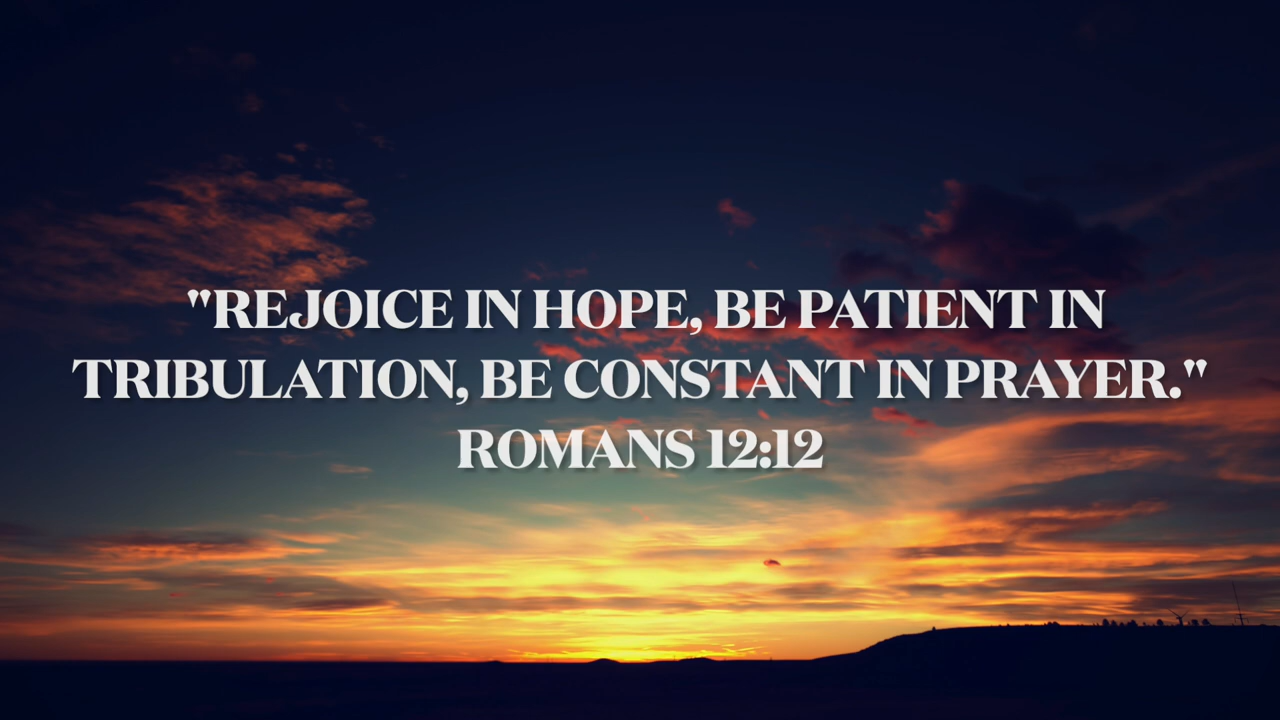 "REJOICE IN HOPE, BE PATIENT IN
TRIBULATION, BE CONSTANT IN PRAYER."
ROMANS 12:12